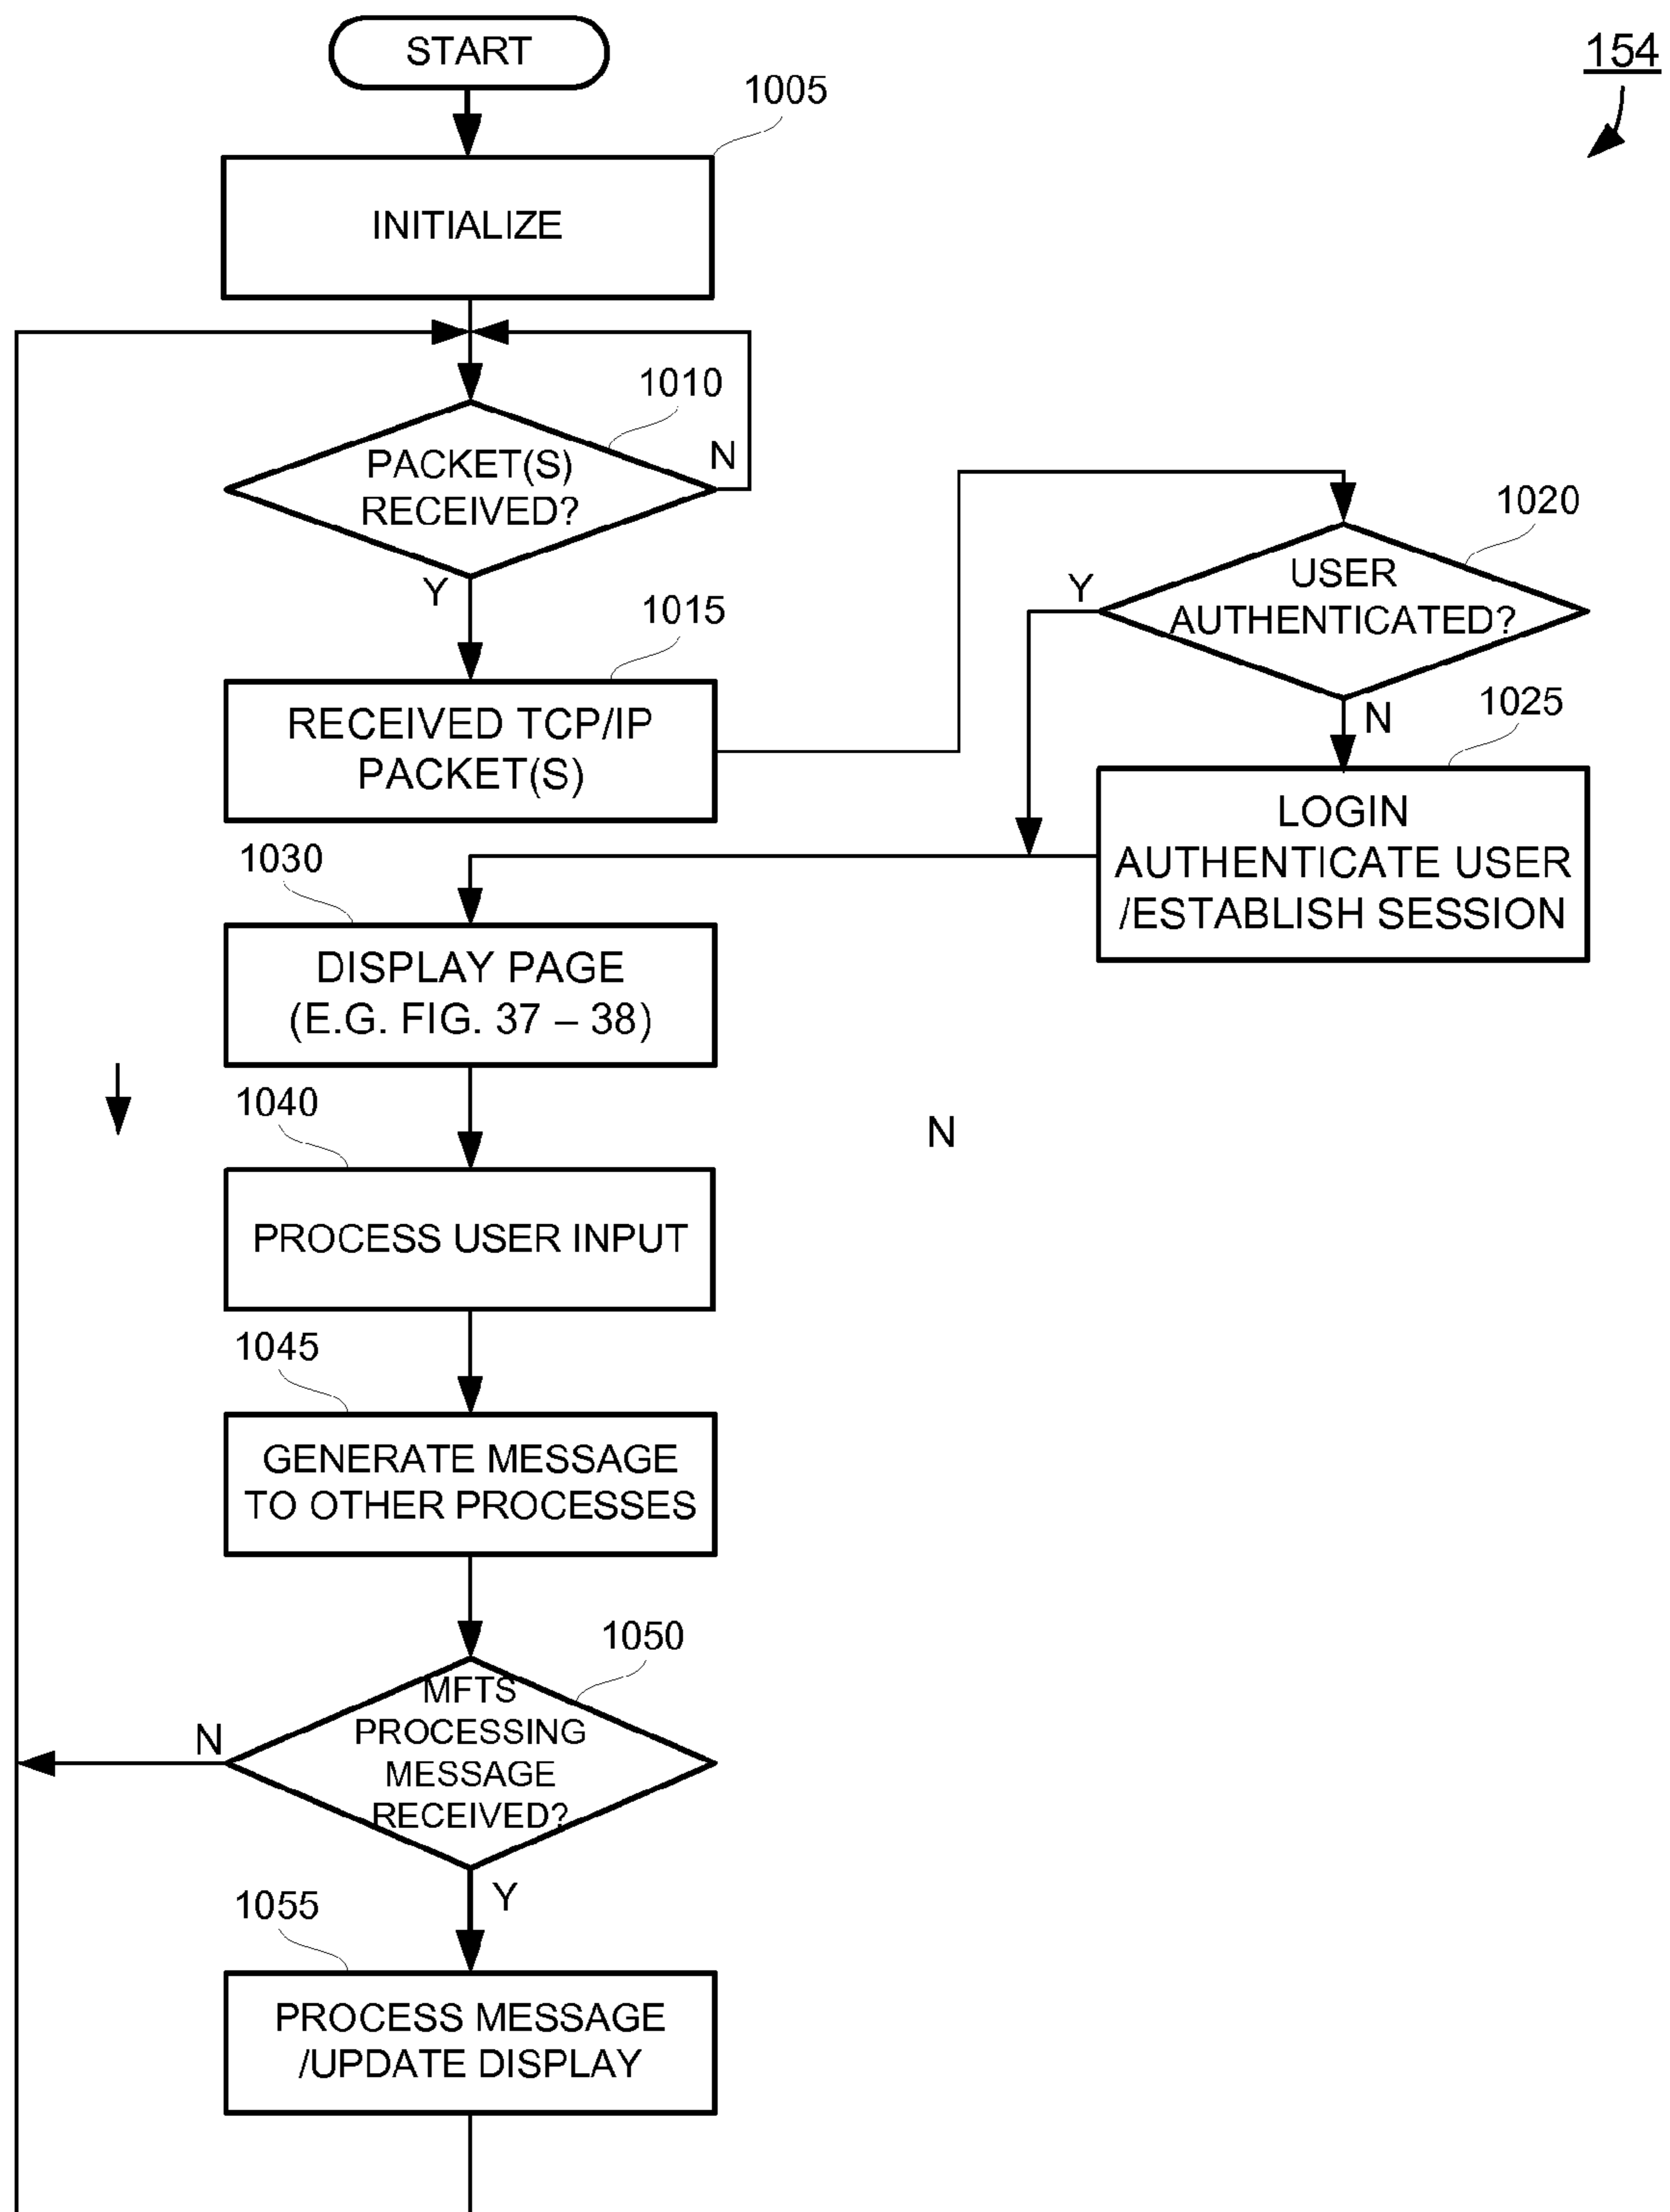 START
154
1005
INITIALIZE
1010
PACKET(S)
RECEIVED?
N
Y
1015
RECEIVED TCP/IP
PACKET(S)
1020
USER
AUTHENTICATED?
Y
N
1025
LOGIN
AUTHENTICATE USER
/ESTABLISH SESSION
1030
DISPLAY PAGE
(E.G. FIG. 37 – 38)
1040
N
PROCESS USER INPUT
1045
GENERATE MESSAGE
TO OTHER PROCESSES
1050
MFTS
PROCESSING
MESSAGE
RECEIVED?
N
Y
1055
PROCESS MESSAGE
/UPDATE DISPLAY